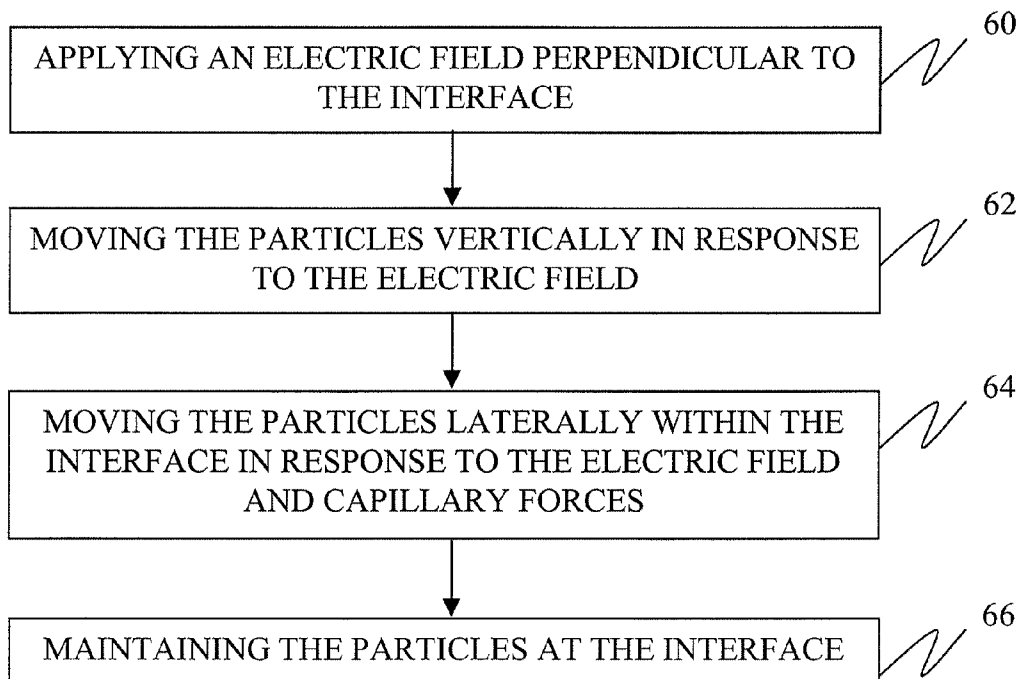 60
APPLYING AN ELECTRIC FIELD PERPENDICULAR TO
THE INTERFACE
62
MOVING THE PARTICLES VERTICALLY IN RESPONSE
TO THE ELECTRIC FIELD
64
MOVING THE PARTICLES LATERALLY WITHIN THE
INTERFACE IN RESPONSE TO THE ELECTRIC FIELD
AND CAPILLARY FORCES
66
MAINTAINING THE PARTICLES AT THE INTERFACE